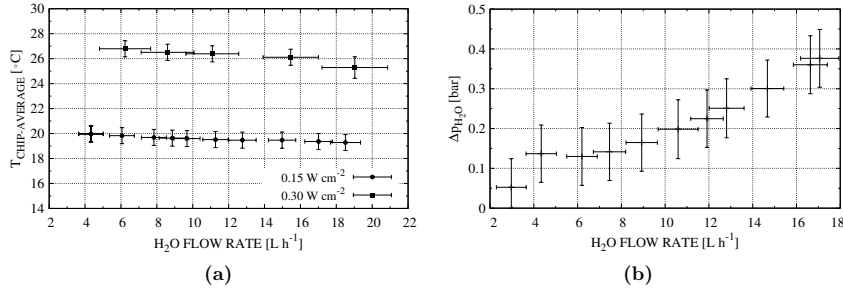 30
28
26
24
22
20
18
16
14
2 4 6 8 10 12 14 16 18 20 22
T_CHIP-AVERAGE [°C]
H₂O FLOW RATE [L h⁻¹]
0.15 W cm⁻²
0.30 W cm⁻²
(a)
0.5
0.4
0.3
0.2
0.1
0
2 4 6 8 10 12 14 16 18
Δp_H₂O [bar]
H₂O FLOW RATE [L h⁻¹]
(b)